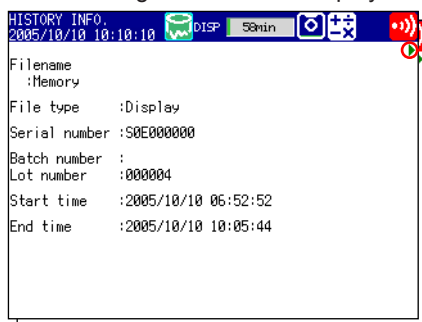 HISTORY INFO.
2005/10/10 10:10:10 DISP 58min
Filename
:Memory
File type :Display
Serial number :S0E000000
Batch number :
Lot number :000004
Start time :2005/10/10 06:52:52
End time :2005/10/10 10:05:44